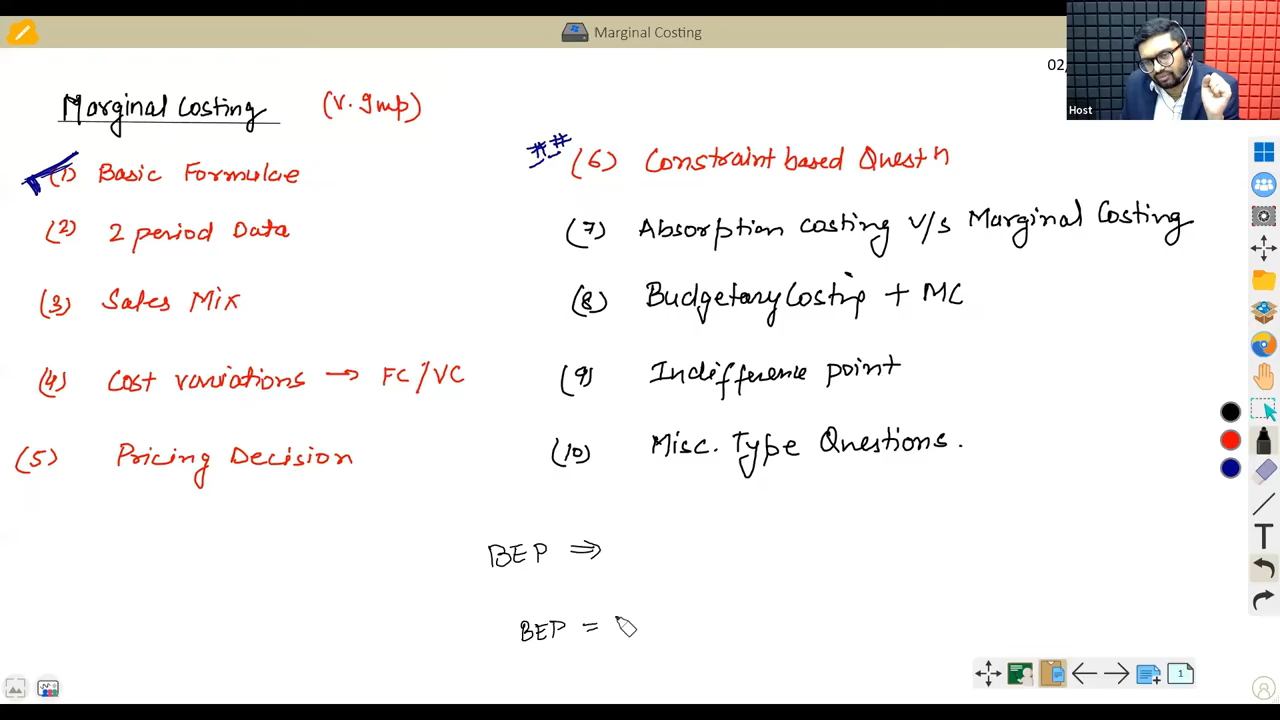 Marginal Costing
02/
Host
Marginal Costing (V. Imp)
(1) Basic Formulae
(2) 2 period Data
(3) Sales Mix
(4) Cost variations → FC/VC
(5) Pricing Decision
## (6) Constraint based Questn
(7) Absorption costing v/s Marginal Costing
(8) Budgetary Costing + MC
(9) Indifference point
(10) Misc. Type Questions.
BEP ⇒
BEP =
T
1